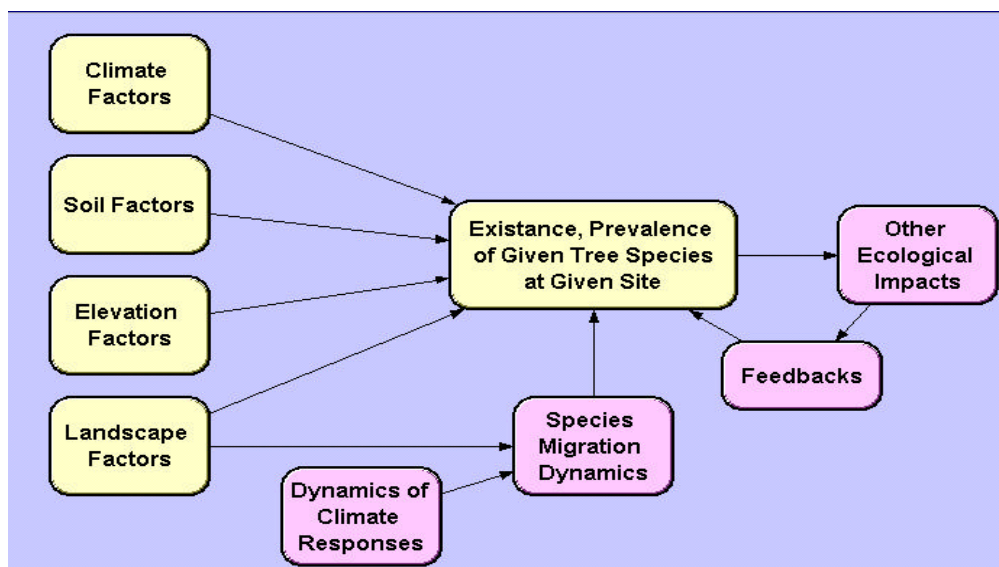 Climate
Factors
Soil Factors
Elevation
Factors
Landscape
Factors
Existance, Prevalence
of Given Tree Species
at Given Site
Other
Ecological
Impacts
Feedbacks
Species
Migration
Dynamics
Dynamics of
Climate
Responses